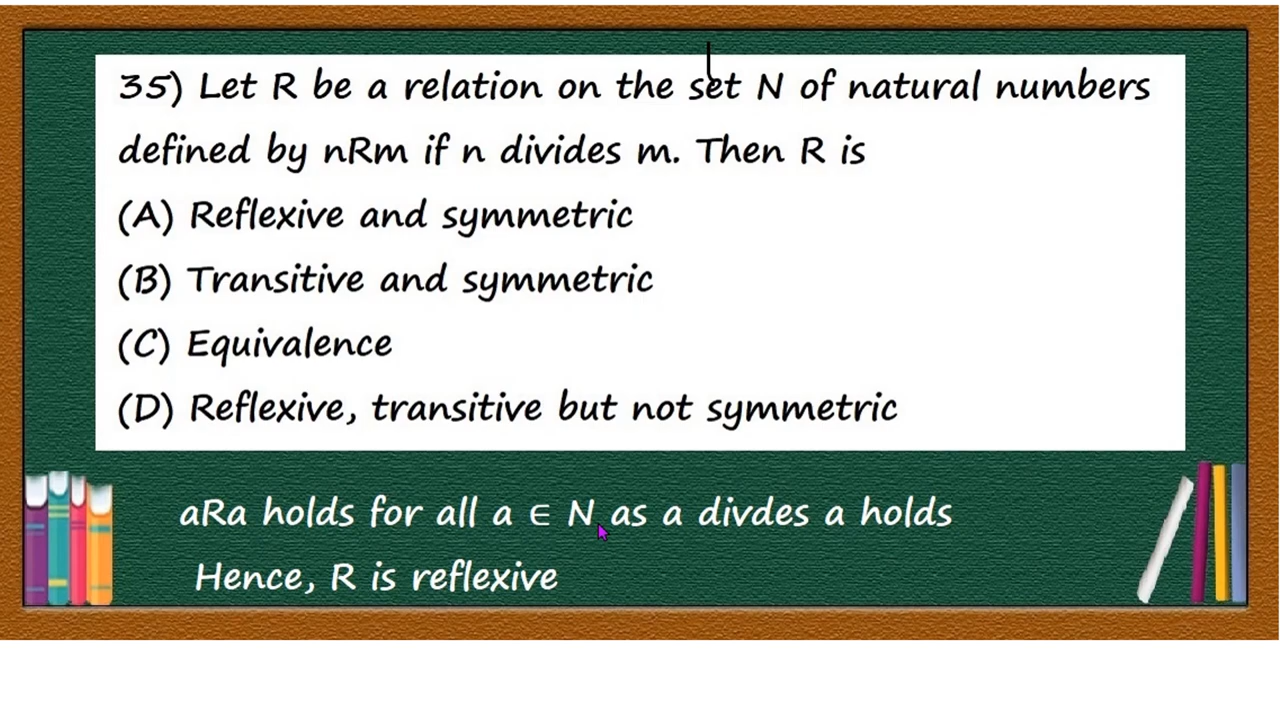 35) Let R be a relation on the set N of natural numbers
defined by nRm if n divides m. Then R is
(A) Reflexive and symmetric
(B) Transitive and symmetric
(C) Equivalence
(D) Reflexive, transitive but not symmetric
aRa holds for all a ∈ N as a divdes a holds
Hence, R is reflexive